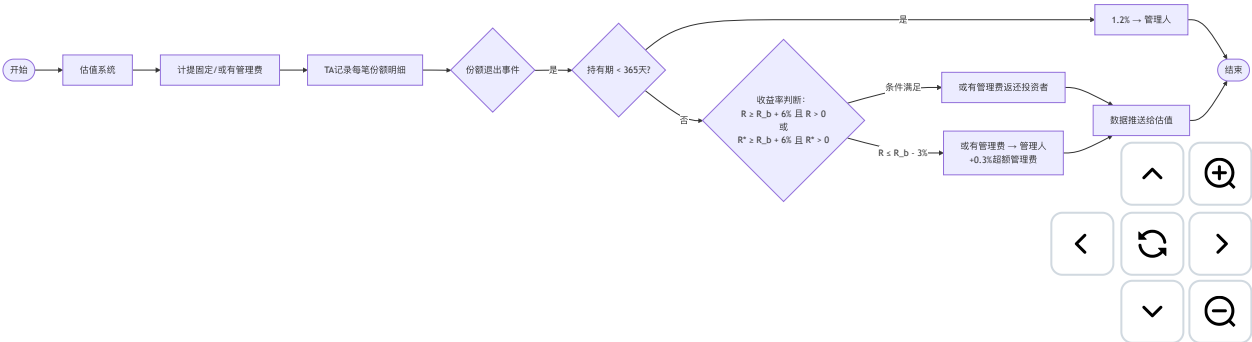 开始
估值系统
计提固定/或有管理费
TA记录每笔份额明细
份额退出事件
是
持有期 < 365天?
是
1.2% → 管理人
否
收益率判断:
R ≥ R_b + 6% 且 R > 0
或
R* ≥ R_b + 6% 且 R* > 0
条件满足
或有管理费返还投资者
R ≤ R_b - 3%
或有管理费 → 管理人
+0.3%超额管理费
数据推送给估值
结束